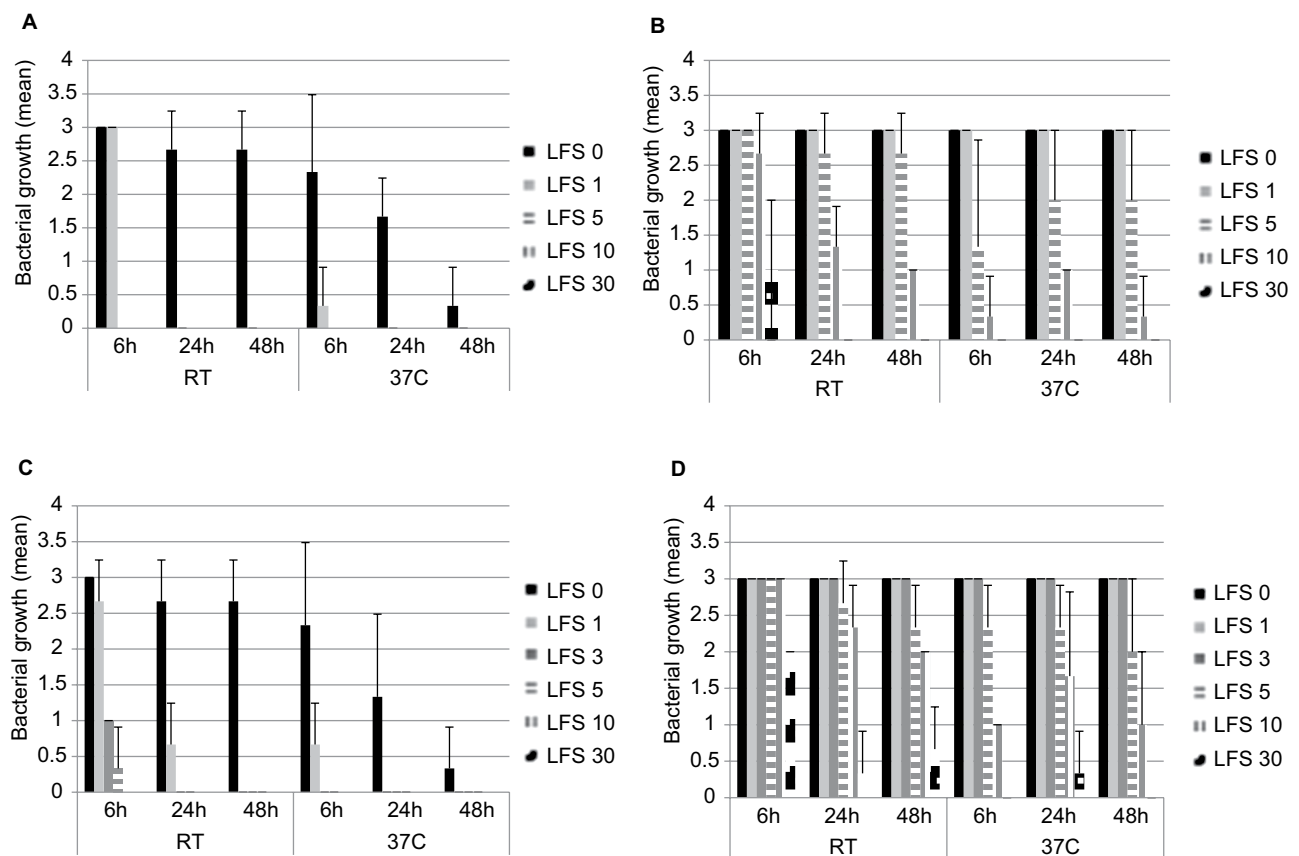 A
Bacterial growth (mean)
4
3.5
3
2.5
2
1.5
1
0.5
0
6h 24h 48h 6h 24h 48h
RT 37C
LFS 0
LFS 1
LFS 5
LFS 10
LFS 30
B
Bacterial growth (mean)
4
3.5
3
2.5
2
1.5
1
0.5
0
6h 24h 48h 6h 24h 48h
RT 37C
LFS 0
LFS 1
LFS 5
LFS 10
LFS 30
C
Bacterial growth (mean)
4
3.5
3
2.5
2
1.5
1
0.5
0
6h 24h 48h 6h 24h 48h
RT 37C
LFS 0
LFS 1
LFS 3
LFS 5
LFS 10
LFS 30
D
Bacterial growth (mean)
4
3.5
3
2.5
2
1.5
1
0.5
0
6h 24h 48h 6h 24h 48h
RT 37C
LFS 0
LFS 1
LFS 3
LFS 5
LFS 10
LFS 30